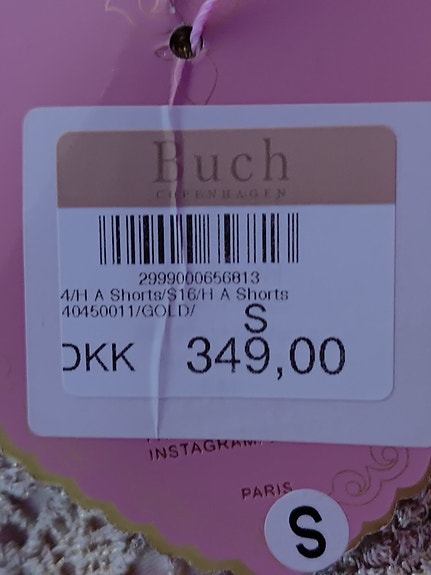 Buch
COPENHAGEN
2999000656813
4/H A Shorts/S16/H A Shorts
40450011/GOLD/
S
DKK 349,00
INSTAGRAM
PARIS
S